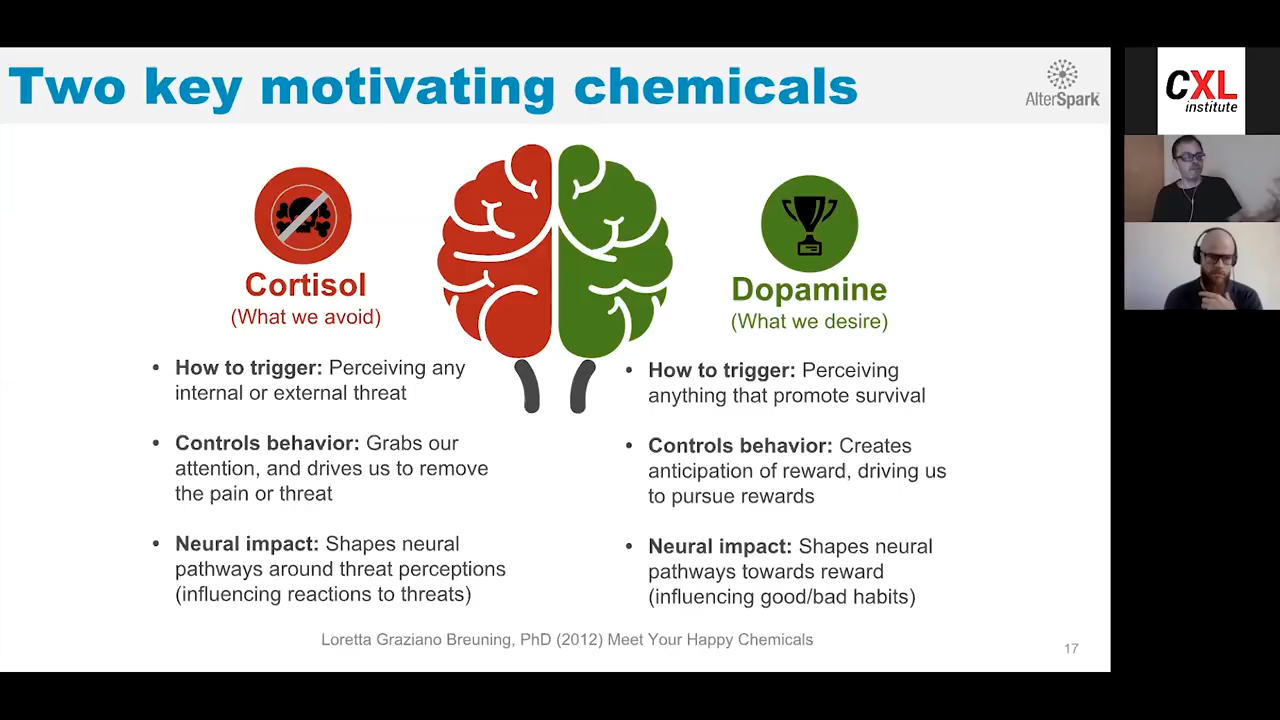 Two key motivating chemicals
AlterSpark
CXL
institute
Cortisol
(What we avoid)
• How to trigger: Perceiving any
internal or external threat
• Controls behavior: Grabs our
attention, and drives us to remove
the pain or threat
• Neural impact: Shapes neural
pathways around threat perceptions
(influencing reactions to threats)
Dopamine
(What we desire)
• How to trigger: Perceiving
anything that promote survival
• Controls behavior: Creates
anticipation of reward, driving us
to pursue rewards
• Neural impact: Shapes neural
pathways towards reward
(influencing good/bad habits)
Loretta Graziano Breuning, PhD (2012) Meet Your Happy Chemicals
17